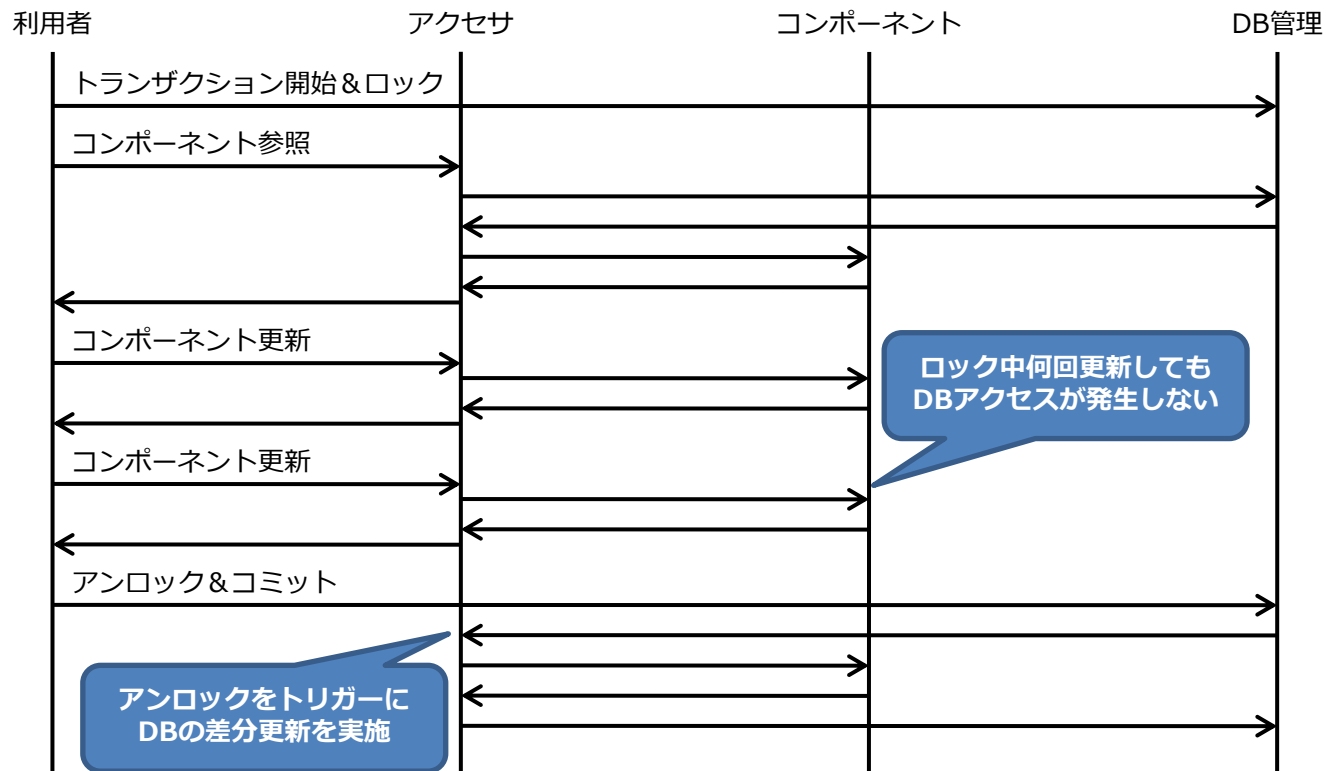 利用者
アクセサ
コンポーネント
DB管理
トランザクション開始＆ロック
コンポーネント参照
コンポーネント更新
ロック中何回更新しても
DBアクセスが発生しない
コンポーネント更新
アンロック＆コミット
アンロックをトリガーに
DBの差分更新を実施